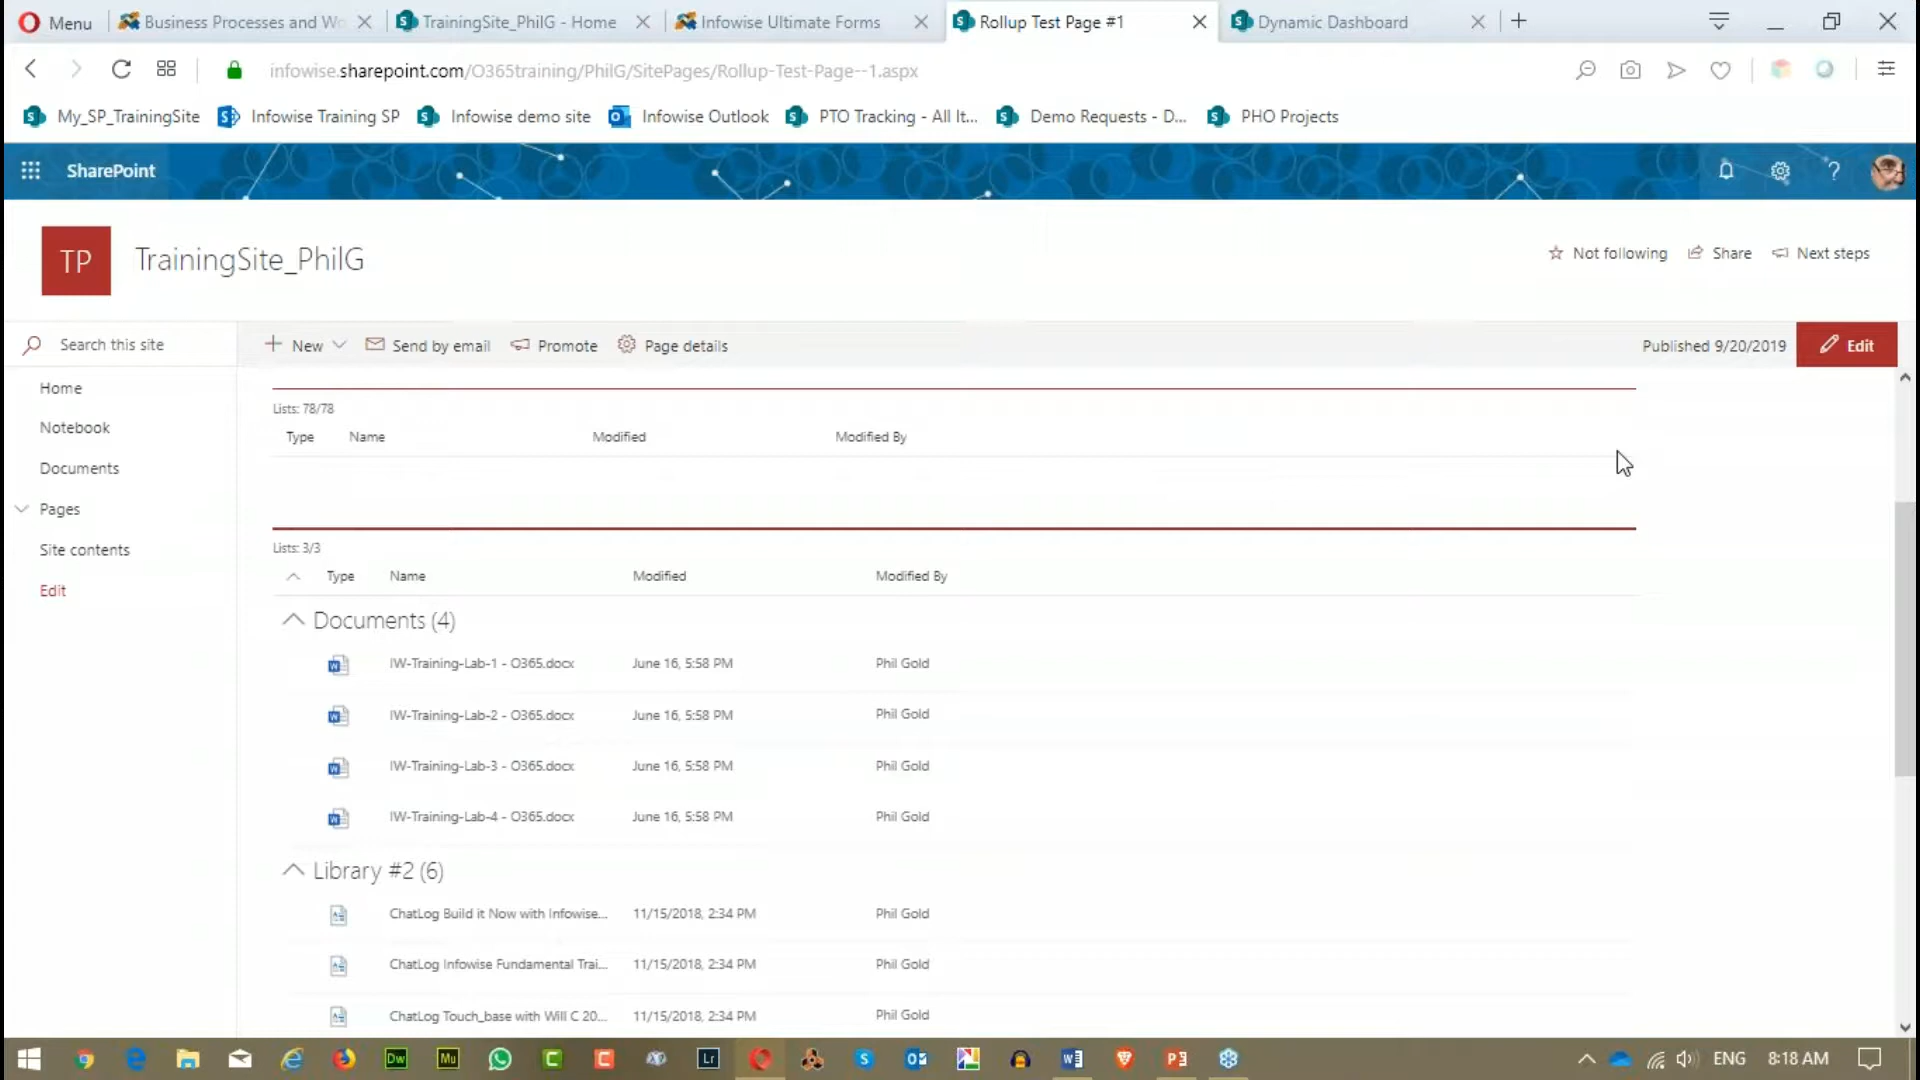 Menu
Business Processes and Wo
TrainingSite_PhilG - Home
Infowise Ultimate Forms
Rollup Test Page #1
Dynamic Dashboard
infowise.sharepoint.com/O365training/PhilG/SitePages/Rollup-Test-Page--1.aspx
My_SP_TrainingSite
Infowise Training SP
Infowise demo site
Infowise Outlook
PTO Tracking - All It...
Demo Requests - D...
PHO Projects
SharePoint
TP
TrainingSite_PhilG
Not following
Share
Next steps
Search this site
New
Send by email
Promote
Page details
Published 9/20/2019
Edit
Home
Notebook
Documents
Pages
Site contents
Edit
Lists: 78/78
Type Name Modified Modified By
Lists: 3/3
Type Name Modified Modified By
Documents (4)
IW-Training-Lab-1 - O365.docx June 16, 5:58 PM Phil Gold
IW-Training-Lab-2 - O365.docx June 16, 5:58 PM Phil Gold
IW-Training-Lab-3 - O365.docx June 16, 5:58 PM Phil Gold
IW-Training-Lab-4 - O365.docx June 16, 5:58 PM Phil Gold
Library #2 (6)
ChatLog Build it Now with Infowise... 11/15/2018, 2:34 PM Phil Gold
ChatLog Infowise Fundamental Trai... 11/15/2018, 2:34 PM Phil Gold
ChatLog Touch_base with Will C 20... 11/15/2018, 2:34 PM Phil Gold
Dw
Mu
Lr
ENG
8:18 AM